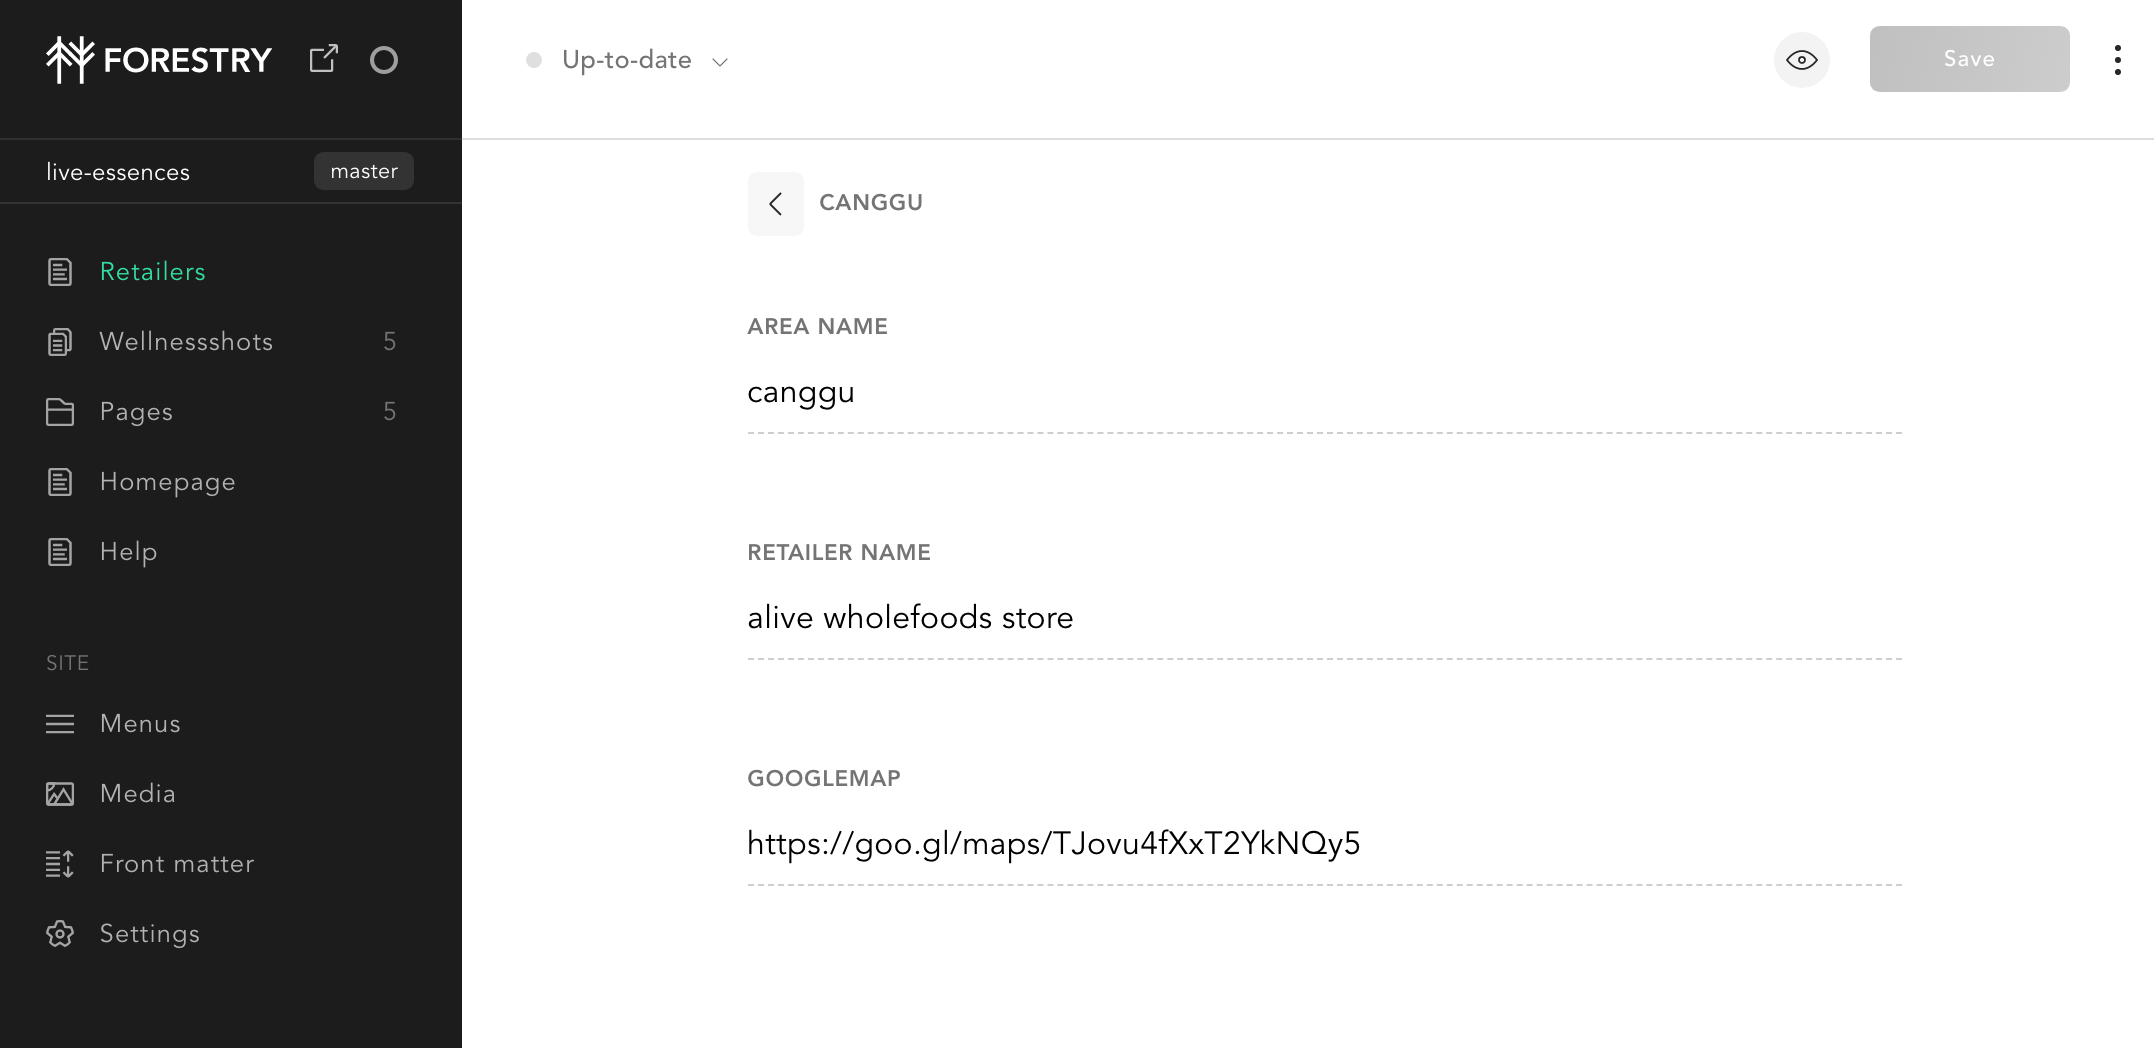 FORESTRY
live-essences master
Retailers
Wellnessshots 5
Pages 5
Homepage
Help
SITE
Menus
Media
Front matter
Settings
Up-to-date
Save
CANGGU
AREA NAME
canggu
RETAILER NAME
alive wholefoods store
GOOGLEMAP
https://goo.gl/maps/TJovu4fXxT2YkNQy5